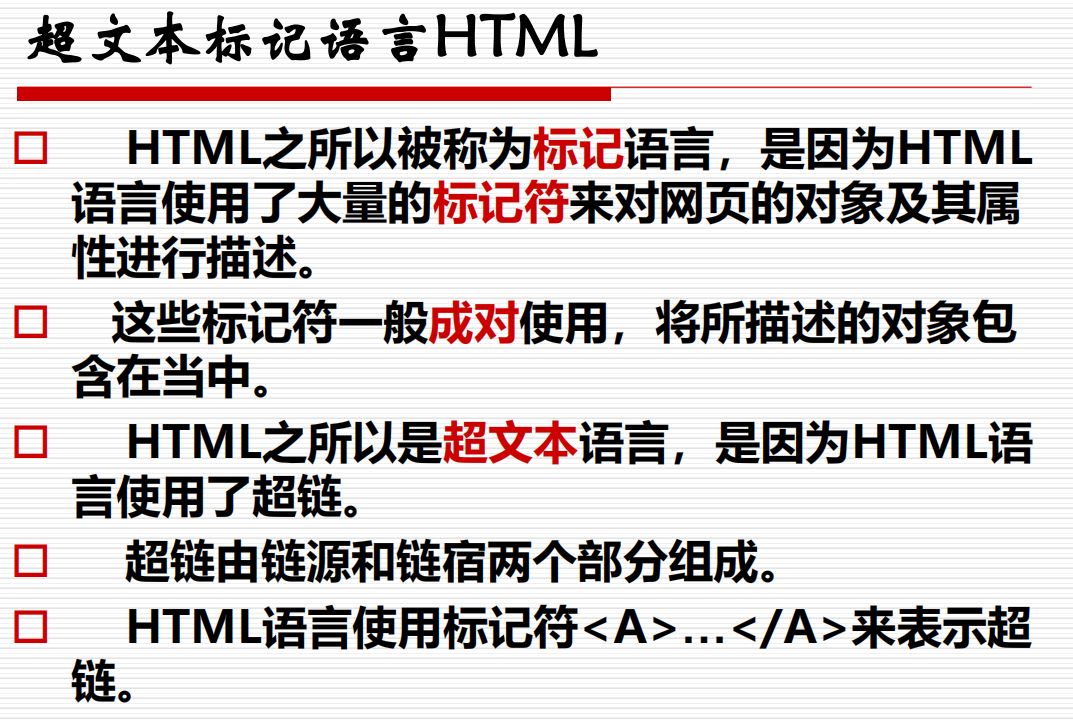 超文本标记语言HTML
HTML之所以被称为标记语言，是因为HTML
语言使用了大量的标记符来对网页的对象及其属
性进行描述。
这些标记符一般成对使用，将所描述的对象包
含在当中。
HTML之所以是超文本语言，是因为HTML语
言使用了超链。
超链由链源和链宿两个部分组成。
HTML语言使用标记符<A>…</A>来表示超
链。